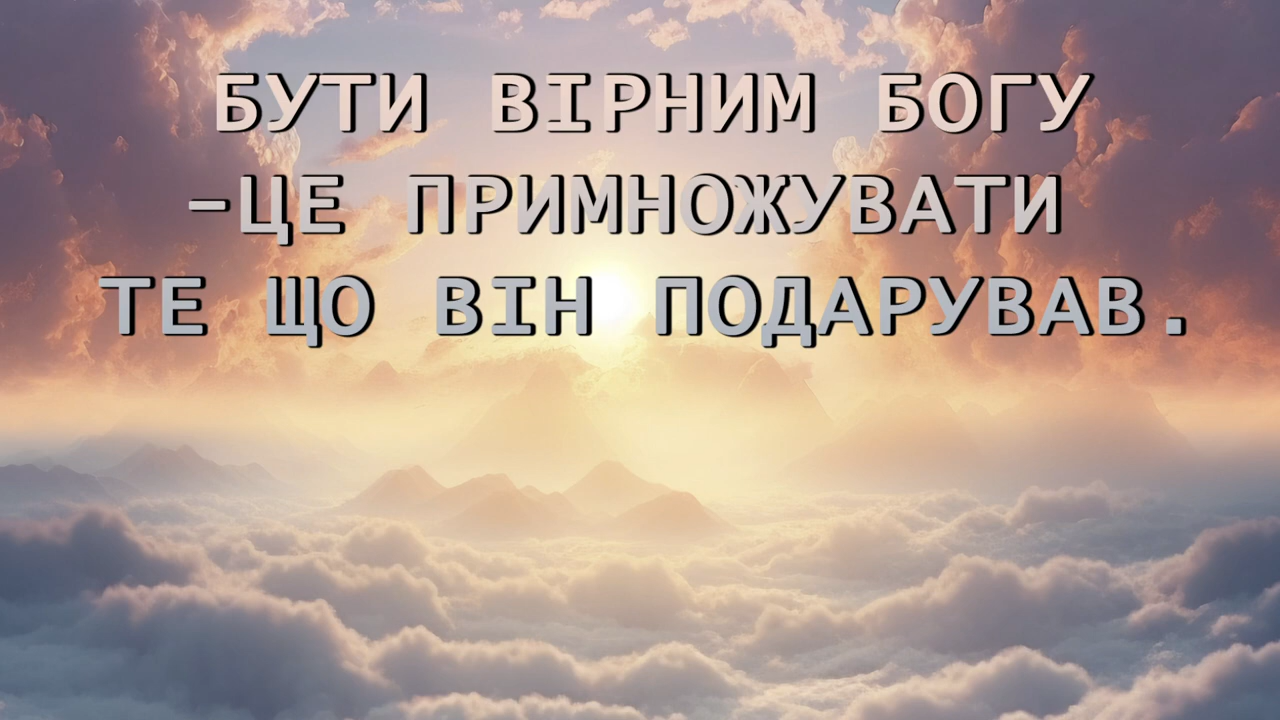 БУТИ ВІРНИМ БОГУ
-ЦЕ ПРИМНОЖУВАТИ
ТЕ ЩО ВІН ПОДАРУВАВ.